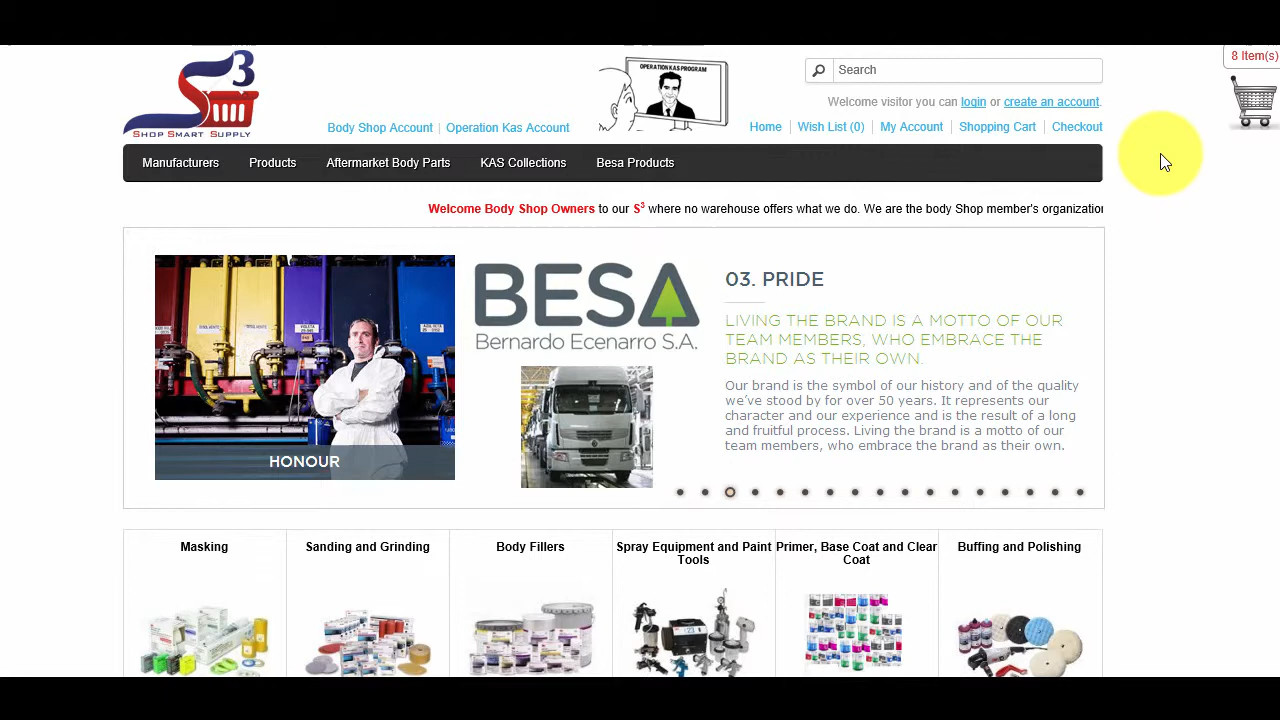 3
SHOP SMART SUPPLY
Body Shop Account
Operation Kas Account
OPERATION KAS PROGRAM
Search
8 Item(s)
Welcome visitor you can login or create an account.
Home
Wish List (0)
My Account
Shopping Cart
Checkout
Manufacturers
Products
Aftermarket Body Parts
KAS Collections
Besa Products
Welcome Body Shop Owners to our S³ where no warehouse offers what we do. We are the body Shop member's organization
HONOUR
BESA
Bernardo Ecenarro S.A.
03. PRIDE
LIVING THE BRAND IS A MOTTO OF OUR
TEAM MEMBERS, WHO EMBRACE THE
BRAND AS THEIR OWN.
Our brand is the symbol of our history and of the quality
we've stood by for over 50 years. It represents our
character and our experience and is the result of a long
and fruitful process. Living the brand is a motto of our
team members, who embrace the brand as their own.
Masking
Sanding and Grinding
Body Fillers
Spray Equipment and Paint
Tools
Primer, Base Coat and Clear
Coat
Buffing and Polishing